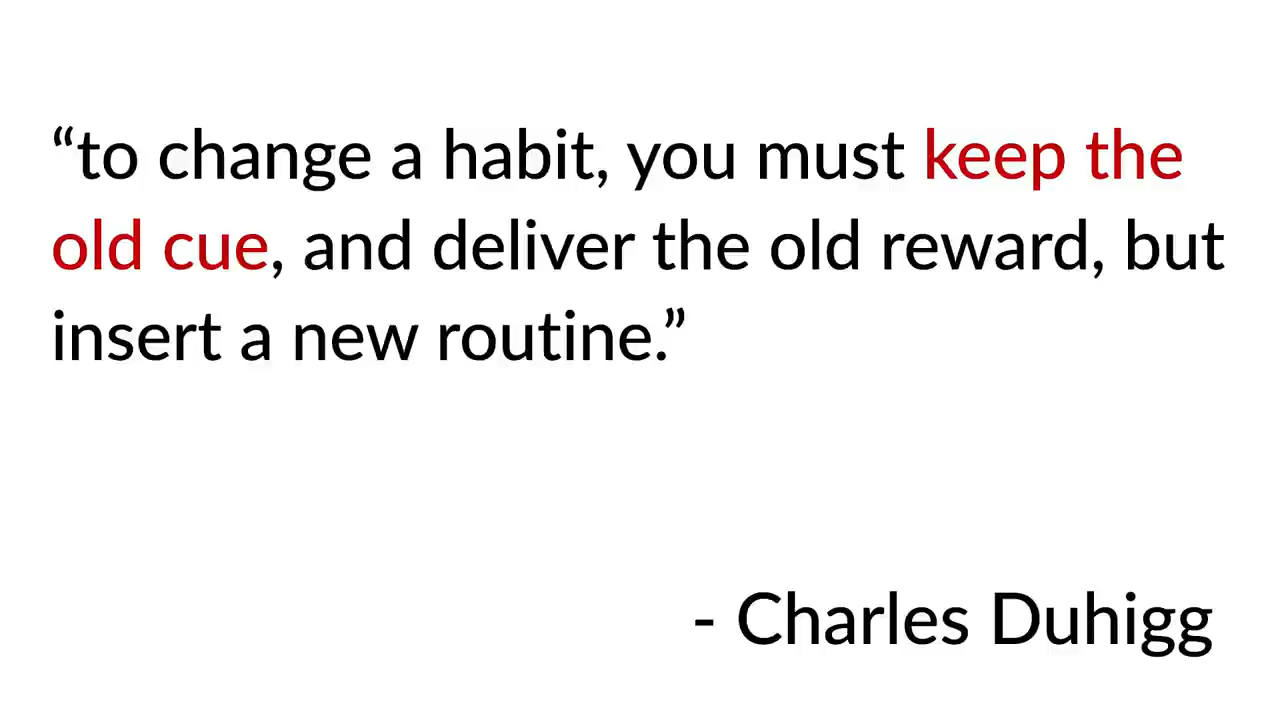 “to change a habit, you must keep the
old cue, and deliver the old reward, but
insert a new routine.”
- Charles Duhigg